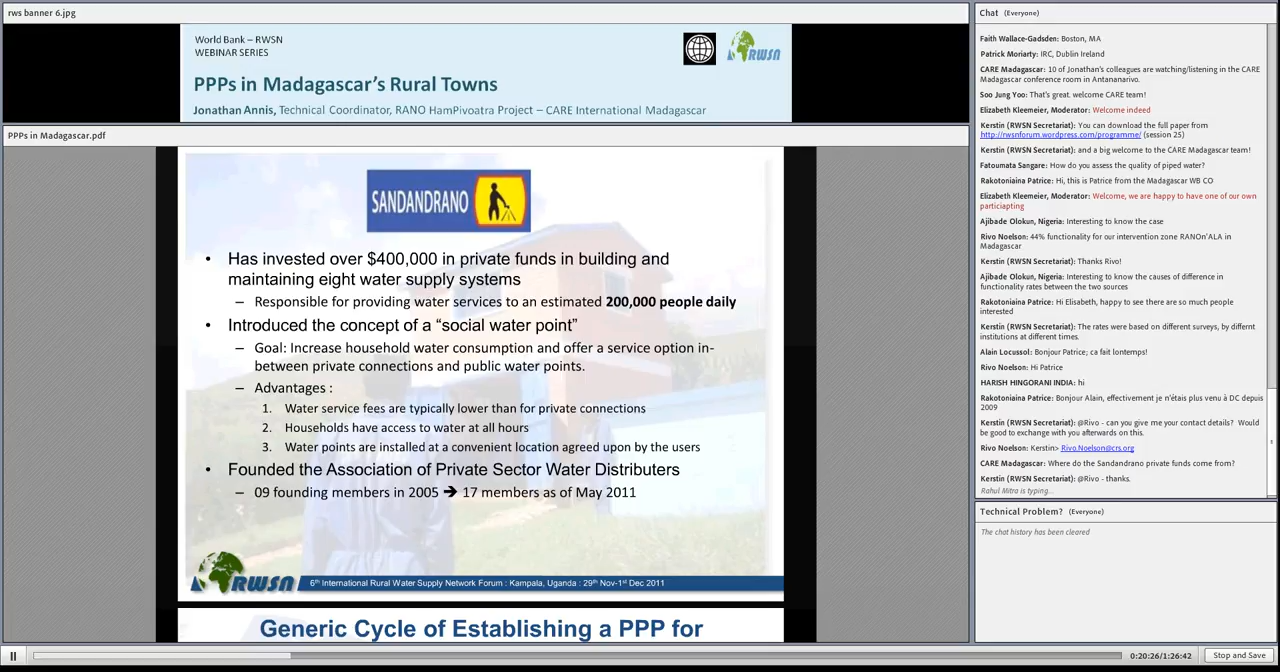 rws banner 6.jpg
World Bank – RWSN
WEBINAR SERIES
RWSN
PPPs in Madagascar's Rural Towns
Jonathan Annis, Technical Coordinator, RANO HamPivoatra Project – CARE International Madagascar
PPPs in Madagascar.pdf
SANDANDRANO
• Has invested over $400,000 in private funds in building and
maintaining eight water supply systems
– Responsible for providing water services to an estimated 200,000 people daily
• Introduced the concept of a “social water point”
– Goal: Increase household water consumption and offer a service option in-
between private connections and public water points.
– Advantages :
1. Water service fees are typically lower than for private connections
2. Households have access to water at all hours
3. Water points are installed at a convenient location agreed upon by the users
• Founded the Association of Private Sector Water Distributers
– 09 founding members in 2005 ➔ 17 members as of May 2011
RWSN
6th International Rural Water Supply Network Forum : Kampala, Uganda : 29th Nov-1st Dec 2011
Generic Cycle of Establishing a PPP for
Chat (Everyone)
Faith Wallace-Gadsden: Boston, MA
Patrick Moriarty: IRC, Dublin Ireland
CARE Madagascar: 10 of Jonathan's colleagues are watching/listening in the CARE
Madagascar conference room in Antananarivo.
Soo Jung Yoo: That's great. welcome CARE team!
Elizabeth Kleemeier, Moderator: Welcome indeed
Kerstin (RWSN Secretariat): You can download the full paper from
http://rwsnforum.wordpress.com/programme/ (session 25)
Kerstin (RWSN Secretariat): and a big welcome to the CARE Madagascar team!
Fatoumata Sangare: How do you assess the quality of piped water?
Rakotoniaina Patrice: Hi, this is Patrice from the Madagascar WB CO
Elizabeth Kleemeier, Moderator: Welcome, we are happy to have one of our own
particiapting
Ajibade Olokun, Nigeria: Interesting to know the case
Rivo Noelson: 44% functionality for our intervention zone RANOn'ALA in
Madagascar
Kerstin (RWSN Secretariat): Thanks Rivo!
Ajibade Olokun, Nigeria: Interesting to know the causes of difference in
functionality rates between the two sources
Rakotoniaina Patrice: Hi Elisabeth, happy to see there are so much people
interested
Kerstin (RWSN Secretariat): The rates were based on different surveys, by differnt
institutions at different times.
Alain Locussol: Bonjour Patrice; ca fait lontemps!
Rivo Noelson: Hi Patrice
HARISH HINGORANI INDIA: hi
Rakotoniaina Patrice: Bonjour Alain, effectivement je n'étais plus venu à DC depuis
2009
Kerstin (RWSN Secretariat): @Rivo - can you give me your contact details? Would
be good to exchange with you afterwards on this.
Rivo Noelson: Kerstin> Rivo.Noelson@crs.org
CARE Madagascar: Where do the Sandandrano private funds come from?
Kerstin (RWSN Secretariat): @Rivo - thanks.
Rahul Mitra is typing...
Technical Problem? (Everyone)
The chat history has been cleared
0:20:26/1:26:42
Stop and Save